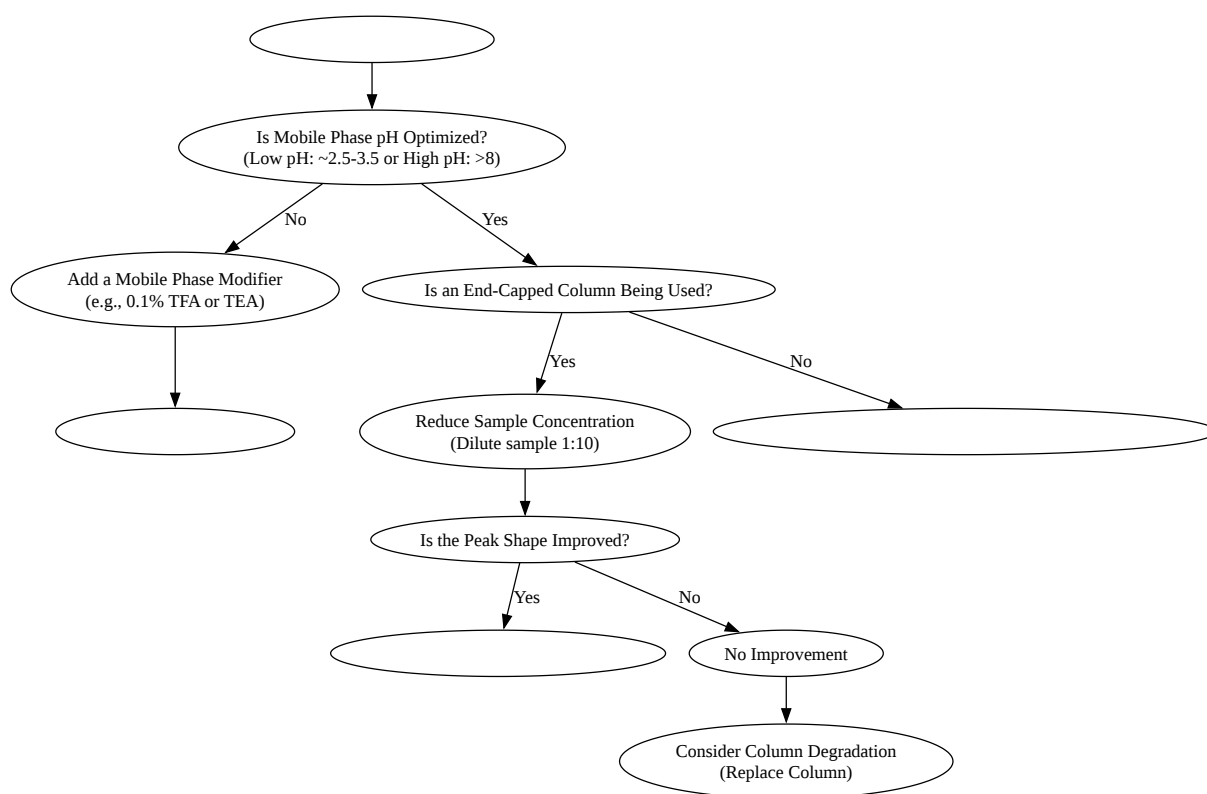 Is Mobile Phase pH Optimized?
(Low pH: ~2.5-3.5 or High pH: >8)
No
Yes
Add a Mobile Phase Modifier
(e.g., 0.1% TFA or TEA)
Is an End-Capped Column Being Used?
Yes
No
Reduce Sample Concentration
(Dilute sample 1:10)
Is the Peak Shape Improved?
Yes
No
No Improvement
Consider Column Degradation
(Replace Column)